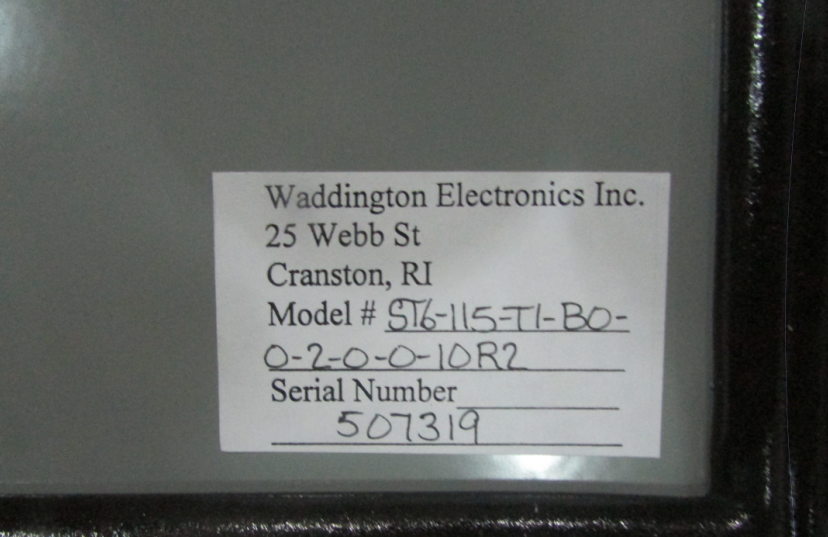 Waddington Electronics Inc.
25 Webb St
Cranston, RI
Model # ST6-115-T1-B0-
0-2-0-0-10R2
Serial Number
507319